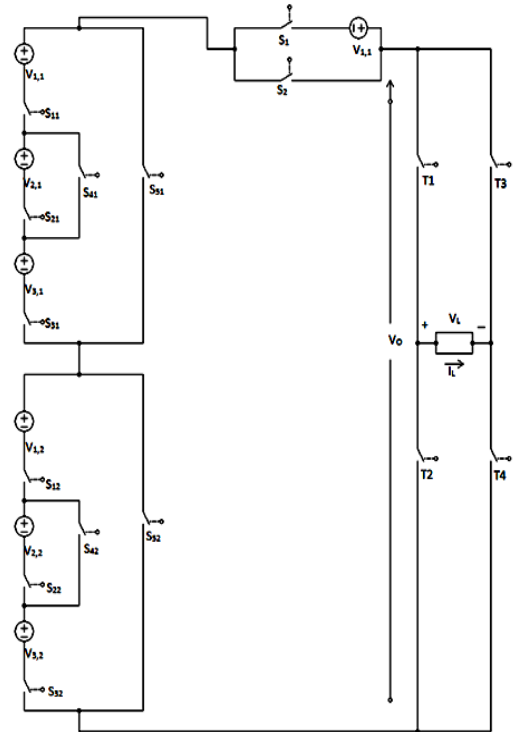 S1
V1,1
S2
V1,1
S11
V2,1
S41
S51
S21
V3,1
S31
T1
T3
VL
+ −
VO
IL
V1,2
S12
T2
T4
V2,2
S42
S52
S22
V3,2
S32